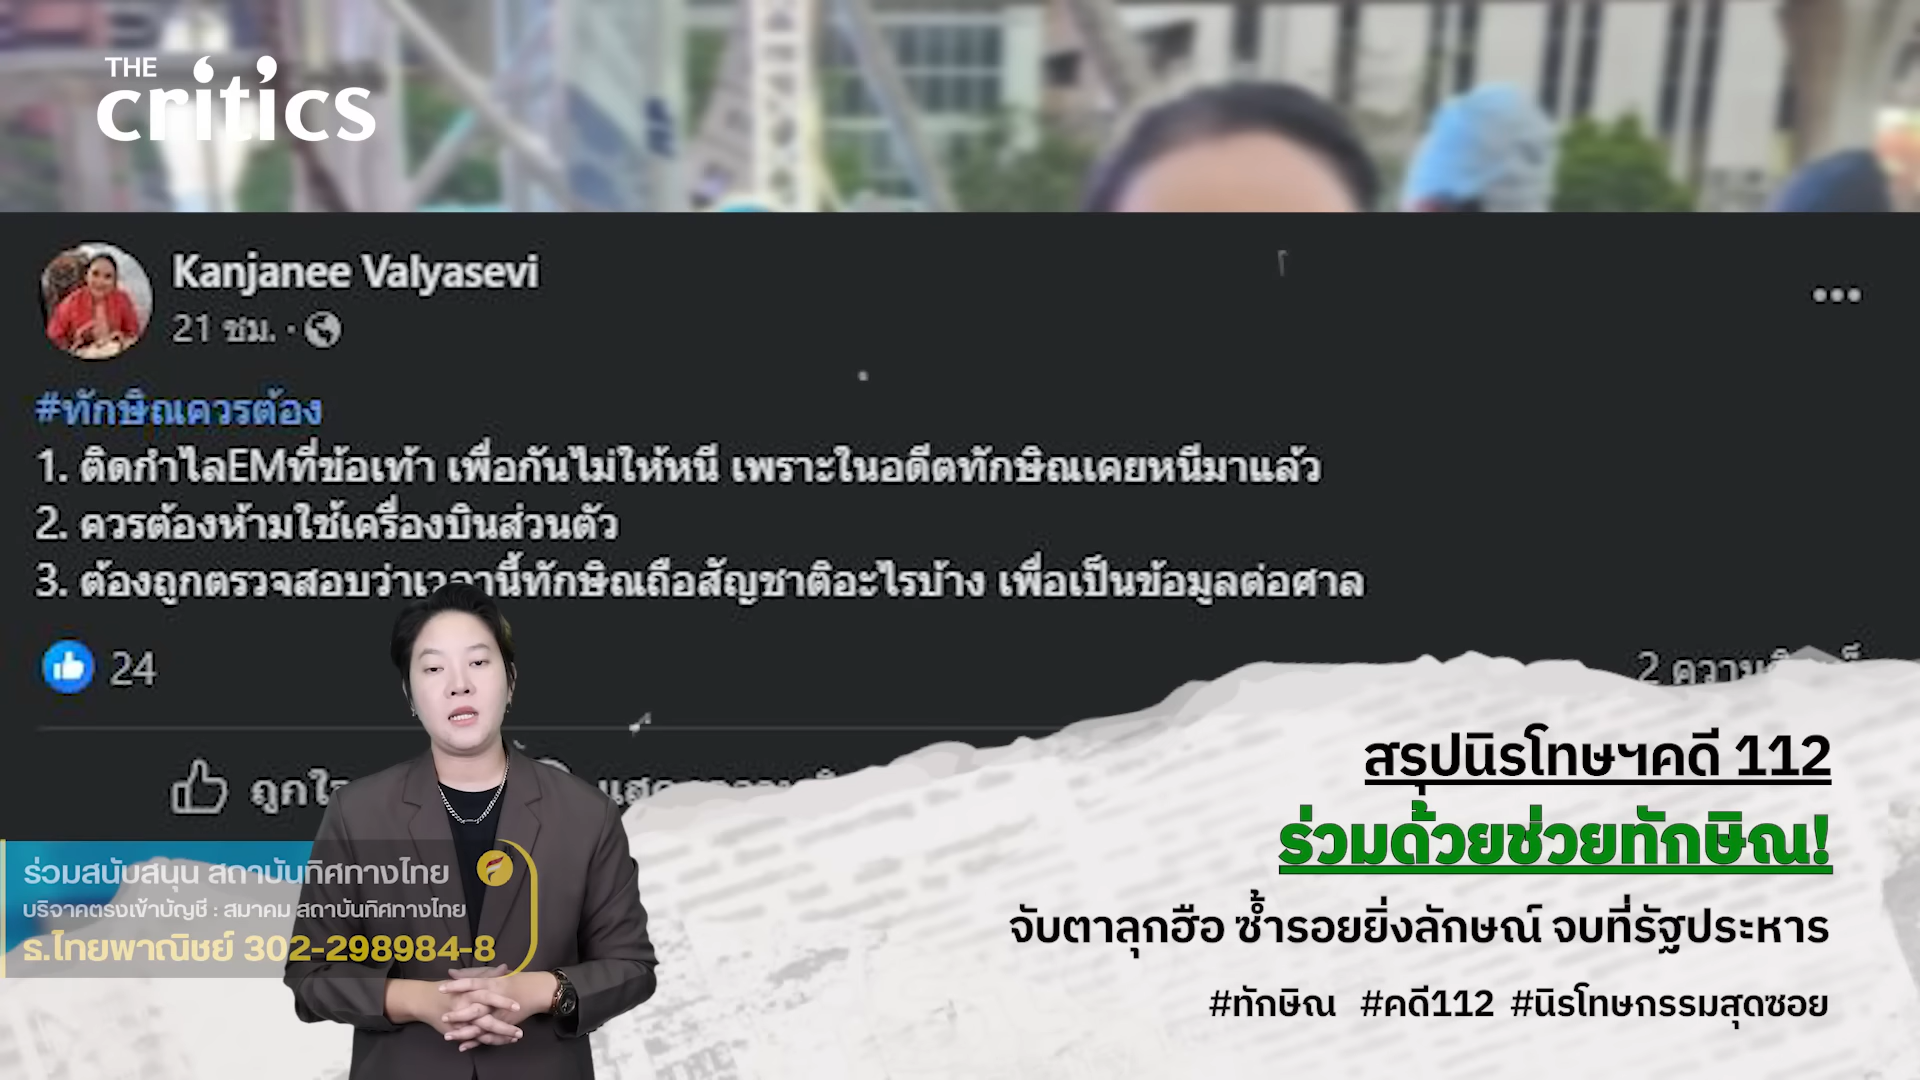 THE
critics
Kanjanee Valyasevi
21 ชม. ·
#ทักษิณควรต้อง
1. ติดกำไลEMที่ข้อเท้า เพื่อกันไม่ให้หนี เพราะในอดีตทักษิณเคยหนีมาแล้ว
2. ควรต้องห้ามใช้เครื่องบินส่วนตัว
3. ต้องถูกตรวจสอบว่าเวลานี้ทักษิณถือสัญชาติอะไรบ้าง เพื่อเป็นข้อมูลต่อศาล
24
2
สรุปนิรโทษฯคดี 112
ร่วมด้วยช่วยทักษิณ!
จับตาลุกฮือ ซ้ำรอยยิ่งลักษณ์ จบที่รัฐประหาร
#ทักษิณ #คดี112 #นิรโทษกรรมสุดซอย
ร่วมสนับสนุน สถาบันทิศทางไทย
บริจาคตรงเข้าบัญชี : สมาคม สถาบันทิศทางไทย
ธ.ไทยพาณิชย์ 302-298984-8